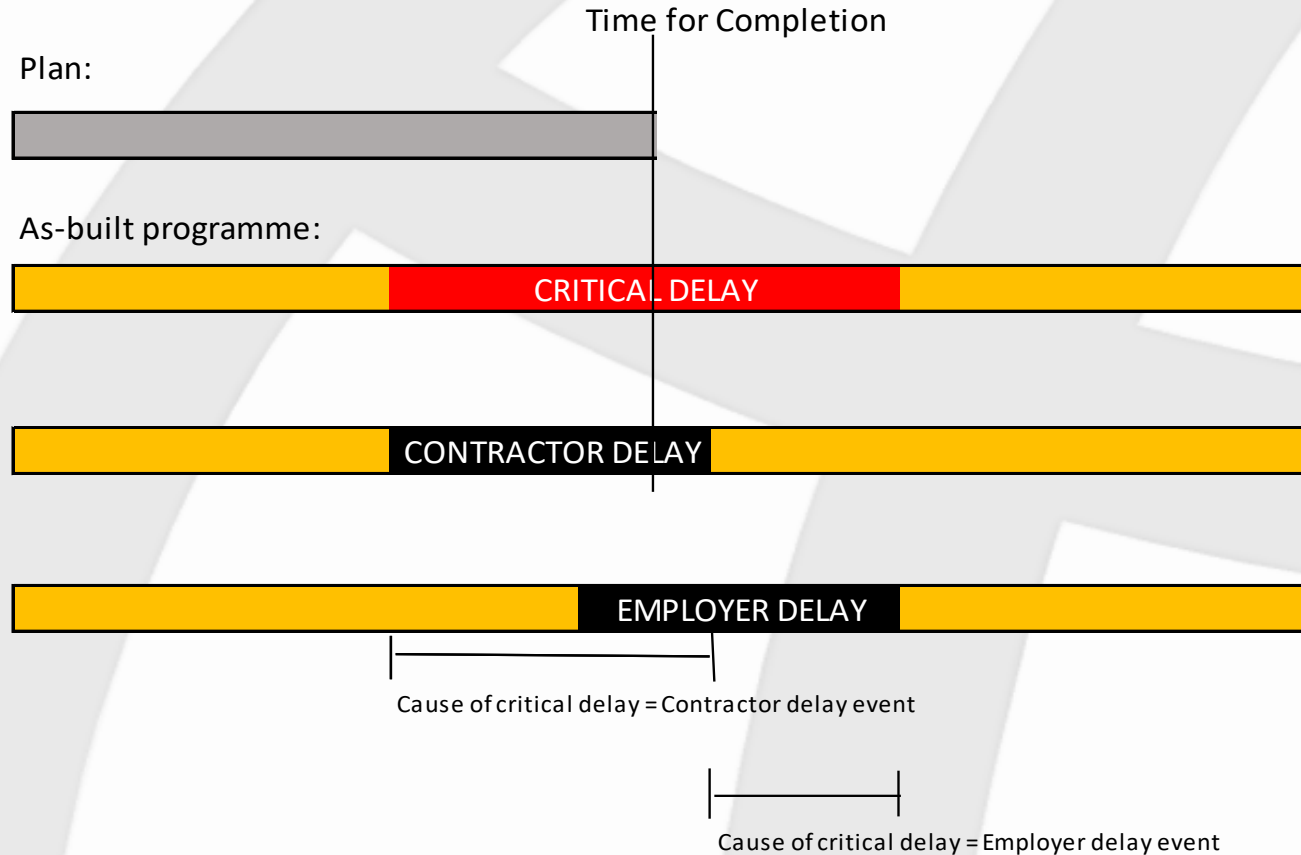 Time for Completion
Plan:
As-built programme:
CRITICAL DELAY
CONTRACTOR DELAY
EMPLOYER DELAY
Cause of critical delay = Contractor delay event
Cause of critical delay = Employer delay event